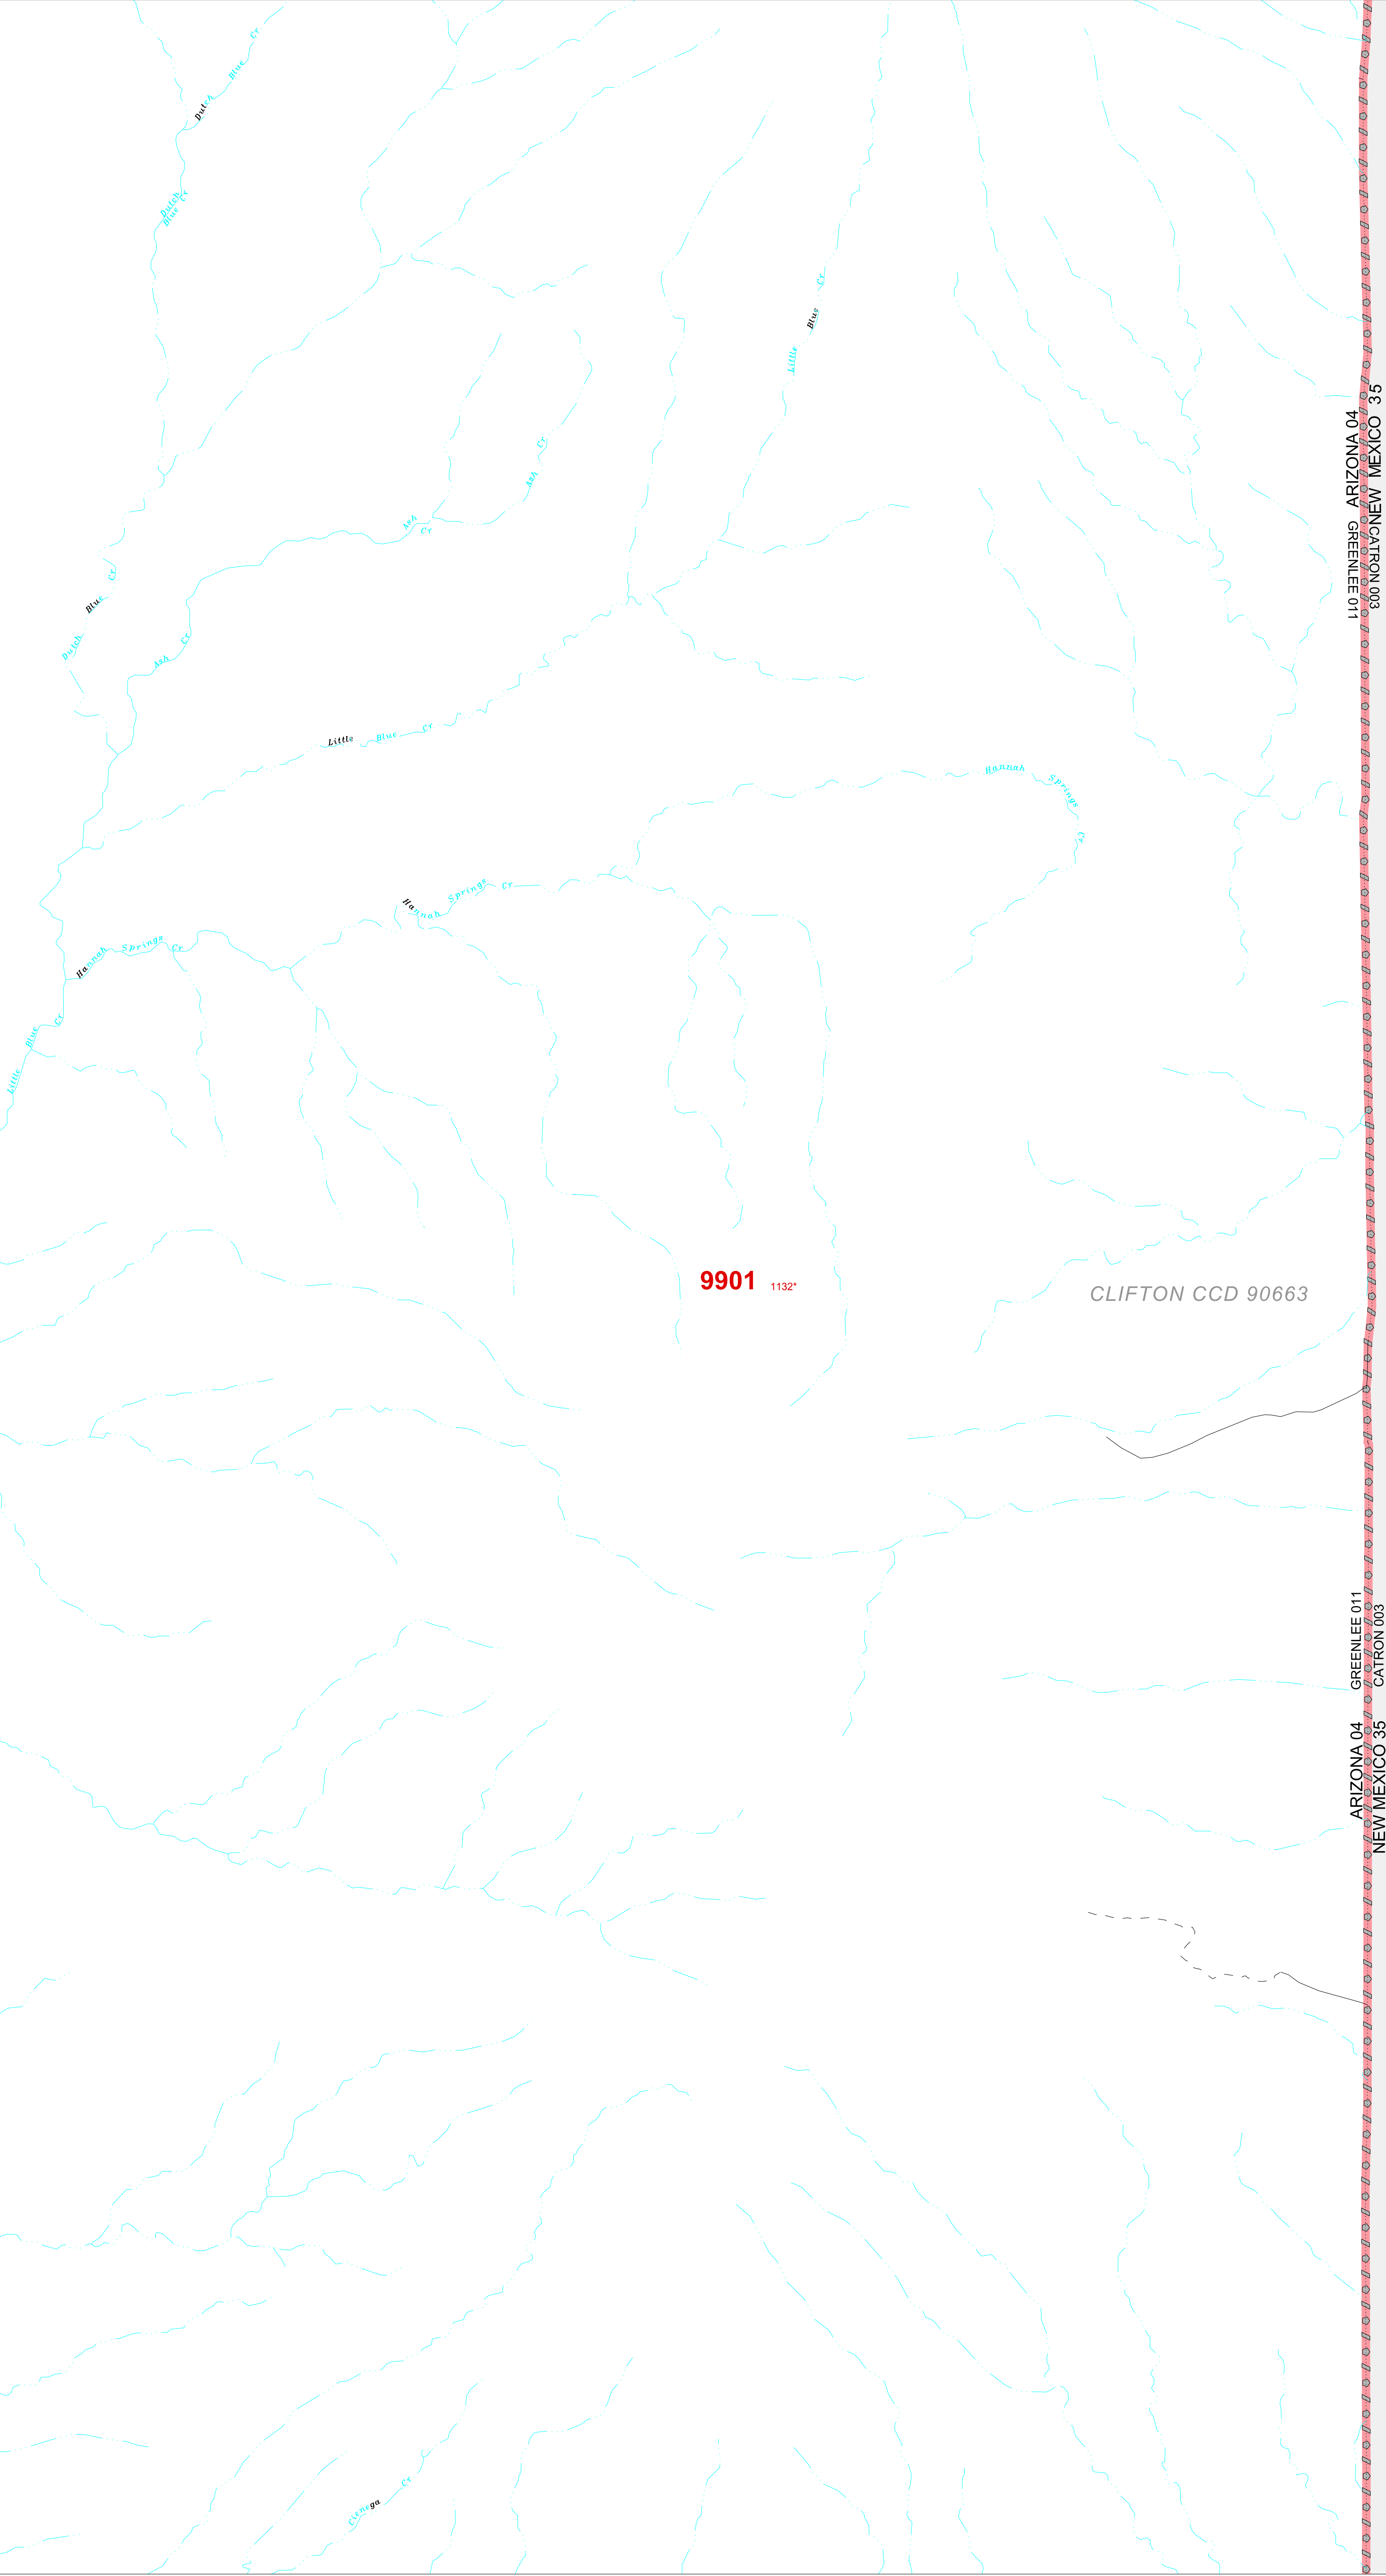 Dutch Blue Cr
Dutch
Blue Cr
Little Blue Cr
ARIZONA 04 GREENLEE 011
NEW MEXICO 35 CATRON 003
Ash Cr
Ash
Cr
Dutch Blue Cr
Ash Cr
Little Blue Cr
Hannah Springs Cr
Hannah Springs Cr
Hannah Springs Cr
Little Blue Cr
9901 1132*
CLIFTON CCD 90663
ARIZONA 04 GREENLEE 011
NEW MEXICO 35 CATRON 003
Cienega Cr